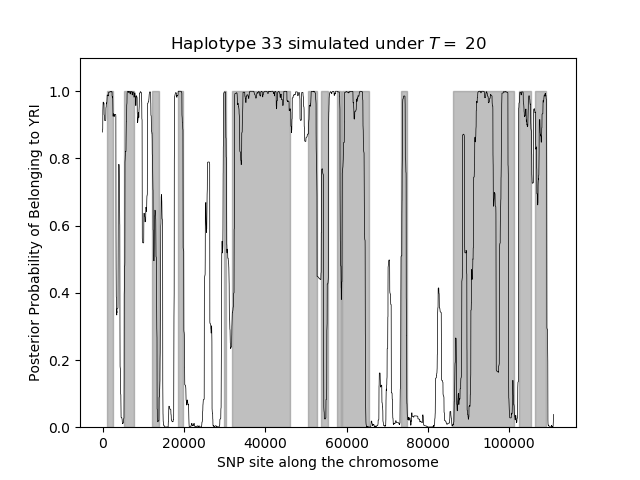 Haplotype 33 simulated under T = 20
Posterior Probability of Belonging to YRI
1.0
0.8
0.6
0.4
0.2
0.0
0 20000 40000 60000 80000 100000
SNP site along the chromosome